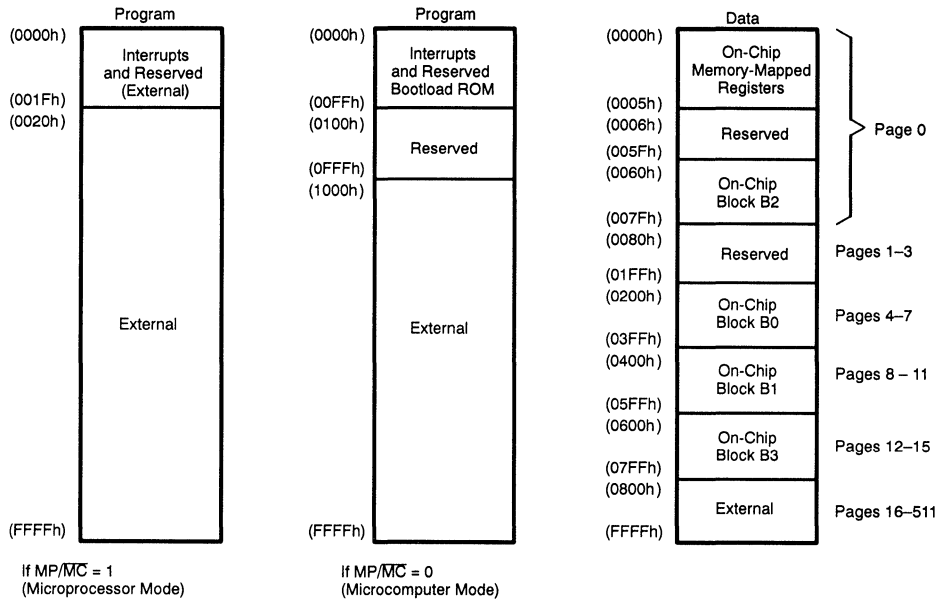 Program
(0000h)
Interrupts
and Reserved
(External)
(001Fh)
(0020h)
External
(FFFFh)
If MP/M̅C̅ = 1
(Microprocessor Mode)
Program
(0000h)
Interrupts
and Reserved
Bootload ROM
(00FFh)
(0100h)
Reserved
(0FFFh)
(1000h)
External
(FFFFh)
If MP/M̅C̅ = 0
(Microcomputer Mode)
Data
(0000h)
On-Chip
Memory-Mapped
Registers
(0005h)
(0006h)
Reserved
(005Fh)
(0060h)
On-Chip
Block B2
(007Fh)
Page 0
(0080h)
Reserved
Pages 1–3
(01FFh)
(0200h)
On-Chip
Block B0
Pages 4–7
(03FFh)
(0400h)
On-Chip
Block B1
Pages 8 – 11
(05FFh)
(0600h)
On-Chip
Block B3
Pages 12–15
(07FFh)
(0800h)
External
Pages 16–511
(FFFFh)